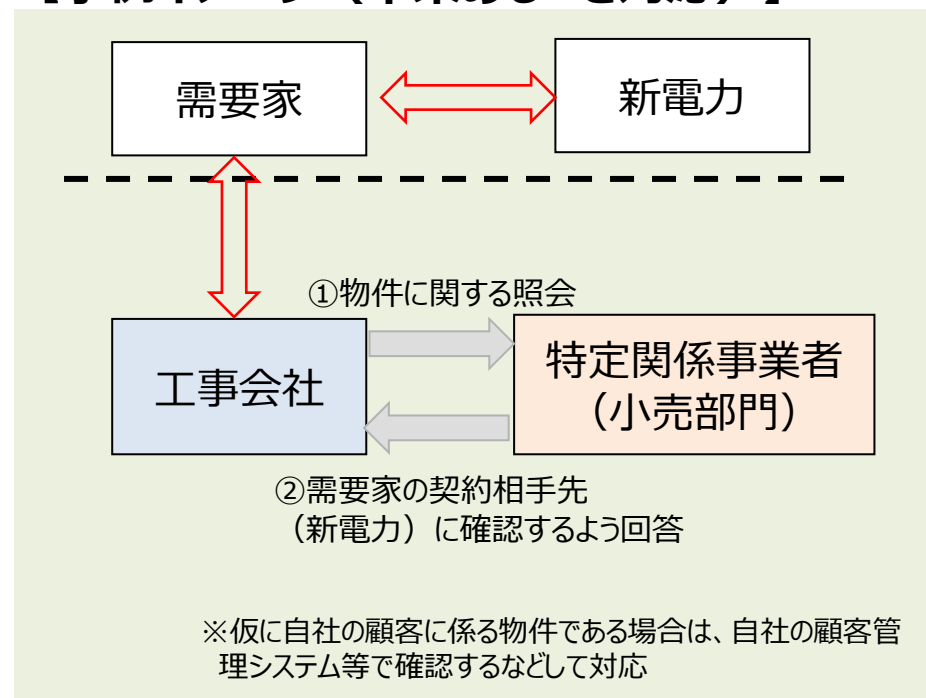 需要家
新電力
①物件に関する照会
工事会社
特定関係事業者
（小売部門）
②需要家の契約相手先
（新電力）に確認するよう回答
※仮に自社の顧客に係る物件である場合は、自社の顧客管
理システム等で確認するなどして対応